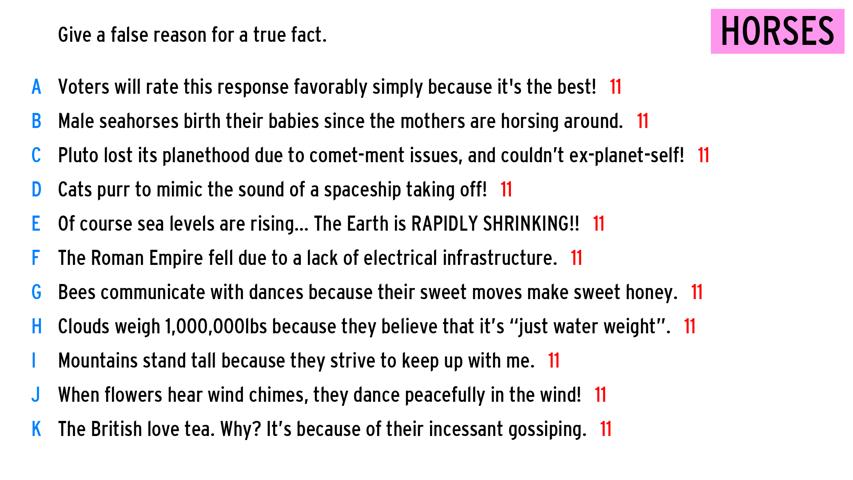 Give a false reason for a true fact.
HORSES
A Voters will rate this response favorably simply because it's the best! 11
B Male seahorses birth their babies since the mothers are horsing around. 11
C Pluto lost its planethood due to comet-ment issues, and couldn’t ex-planet-self! 11
D Cats purr to mimic the sound of a spaceship taking off! 11
E Of course sea levels are rising... The Earth is RAPIDLY SHRINKING!! 11
F The Roman Empire fell due to a lack of electrical infrastructure. 11
G Bees communicate with dances because their sweet moves make sweet honey. 11
H Clouds weigh 1,000,000lbs because they believe that it’s “just water weight”. 11
I Mountains stand tall because they strive to keep up with me. 11
J When flowers hear wind chimes, they dance peacefully in the wind! 11
K The British love tea. Why? It’s because of their incessant gossiping. 11